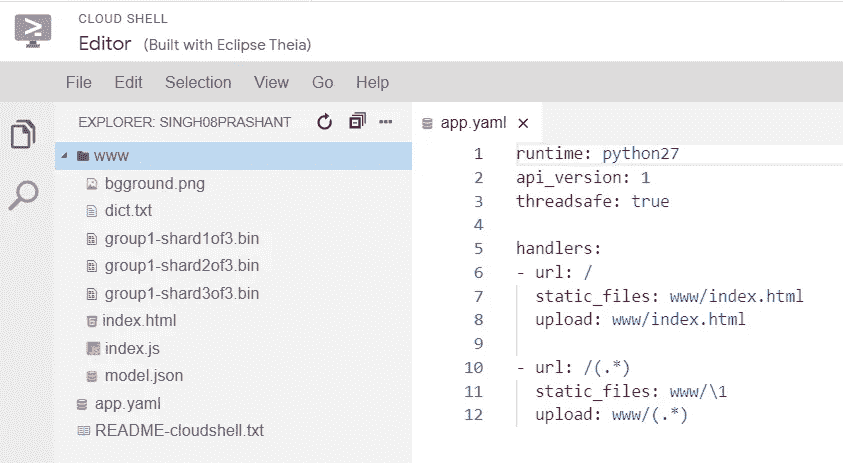 CLOUD SHELL
Editor (Built with Eclipse Theia)
File Edit Selection View Go Help
EXPLORER: SINGH08PRASHANT
www
bgground.png
dict.txt
group1-shard1of3.bin
group1-shard2of3.bin
group1-shard3of3.bin
index.html
index.js
model.json
app.yaml
README-cloudshell.txt
app.yaml
1 runtime: python27
2 api_version: 1
3 threadsafe: true
4
5 handlers:
6 - url: /
7 static_files: www/index.html
8 upload: www/index.html
9
10 - url: /(.*)
11 static_files: www/\1
12 upload: www/(.*)